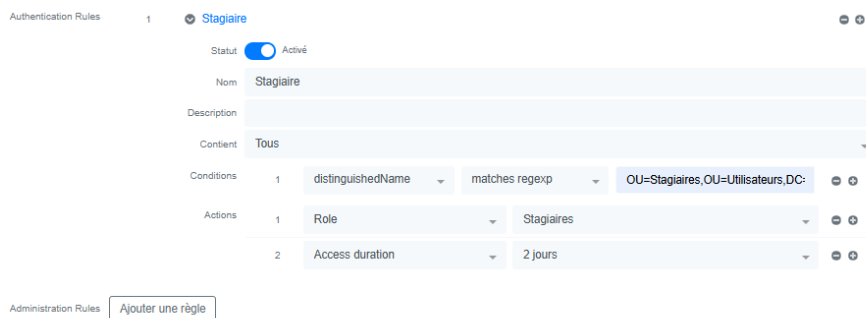 Authentication Rules 1 Stagiaire
Statut Activé
Nom Stagiaire
Description
Contient Tous
Conditions 1 distinguishedName matches regexp OU=Stagiaires,OU=Utilisateurs,DC=
Actions 1 Role Stagiaires
2 Access duration 2 jours
Administration Rules Ajouter une règle